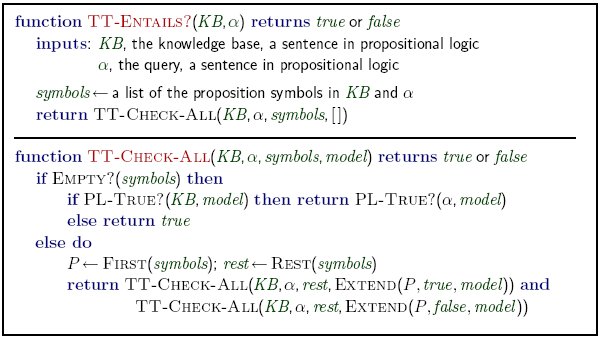 function TT-Entails?(KB, α) returns true or false
inputs: KB, the knowledge base, a sentence in propositional logic
α, the query, a sentence in propositional logic
symbols ← a list of the proposition symbols in KB and α
return TT-Check-All(KB, α, symbols, [ ])
function TT-Check-All(KB, α, symbols, model) returns true or false
if Empty?(symbols) then
if PL-True?(KB, model) then return PL-True?(α, model)
else return true
else do
P ← First(symbols); rest ← Rest(symbols)
return TT-Check-All(KB, α, rest, Extend(P, true, model)) and
TT-Check-All(KB, α, rest, Extend(P, false, model))